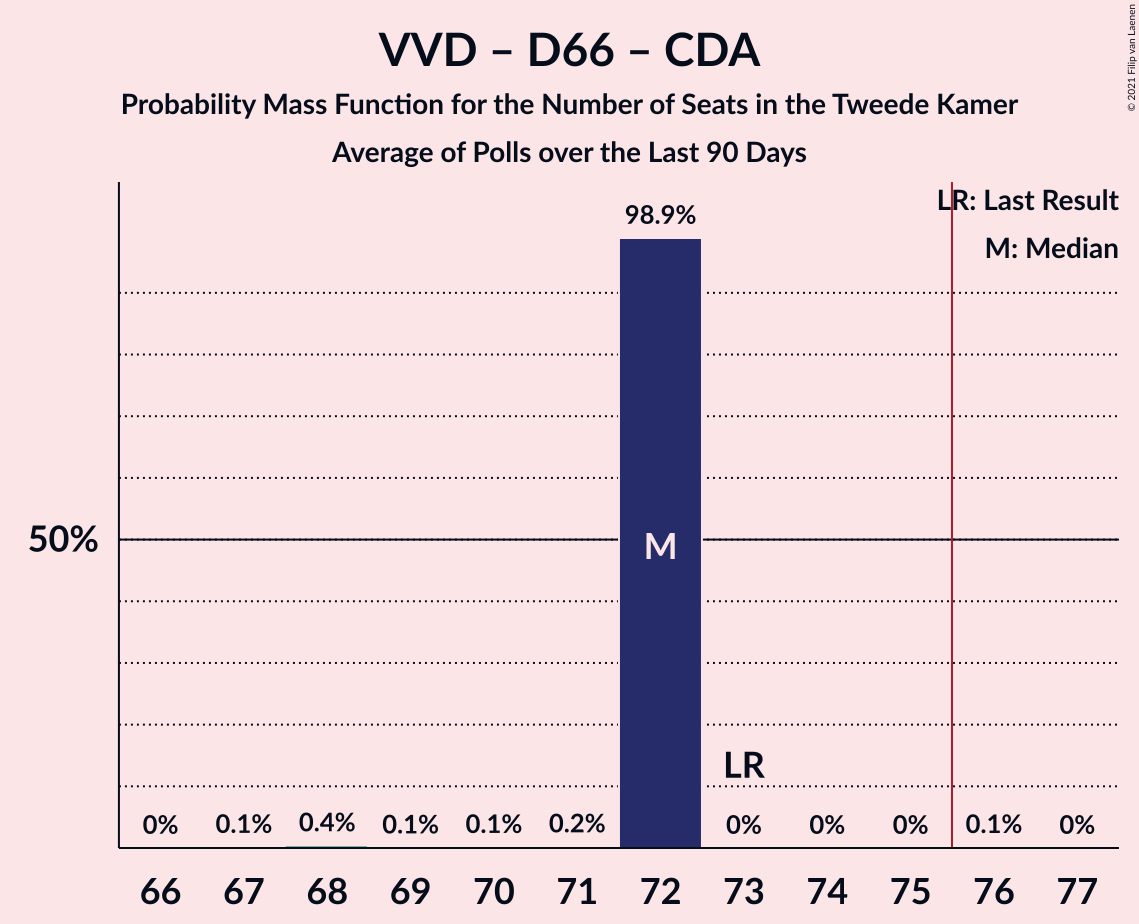 VVD – D66 – CDA
Probability Mass Function for the Number of Seats in the Tweede Kamer
Average of Polls over the Last 90 Days
© 2021 Filip van Laenen
LR: Last Result
M: Median
98.9%
50%
M
LR
0% 0.1% 0.4% 0.1% 0.1% 0.2% 0% 0% 0% 0.1% 0%
66 67 68 69 70 71 72 73 74 75 76 77